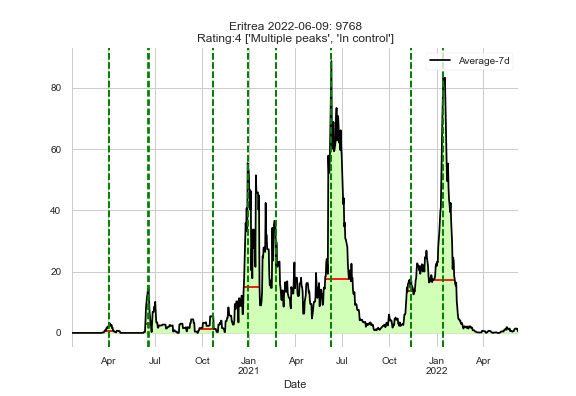 Eritrea 2022-06-09: 9768
Rating:4 ['Multiple peaks', 'In control']
Average-7d
80
60
40
20
0
Apr
Jul
Oct
Jan
2021
Apr
Jul
Oct
Jan
2022
Apr
Date